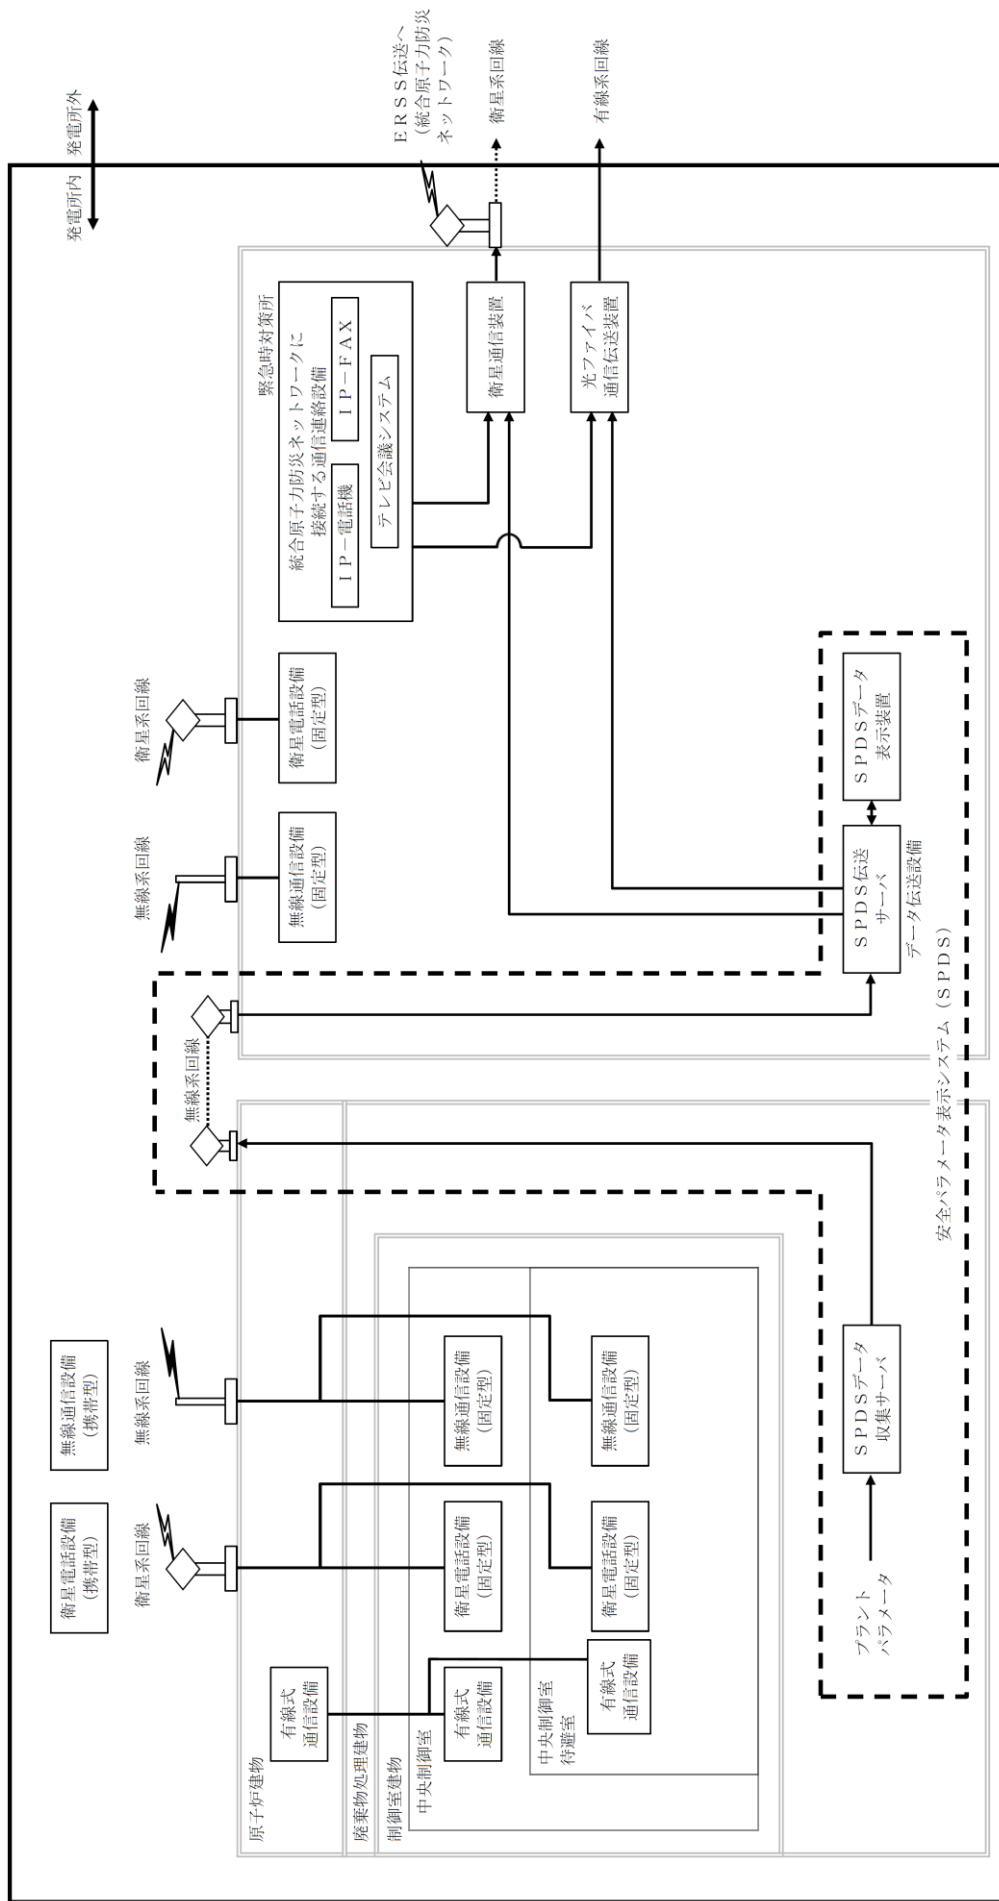 発電所内
発電所外
衛星電話設備
（携帯型）
無線通信設備
（携帯型）
衛星系回線
無線系回線
無線系回線
無線系回線
衛星系回線
ＥＲＳＳ伝送へ
（統合原子力防災
ネットワーク）
原子炉建物
有線式
通信設備
廃棄物処理建物
制御室建物
中央制御室
有線式
通信設備
衛星電話設備
（固定型）
無線通信設備
（固定型）
中央制御室
待避室
有線式
通信設備
衛星電話設備
（固定型）
無線通信設備
（固定型）
無線通信設備
（固定型）
衛星電話設備
（固定型）
緊急時対策所
統合原子力防災ネットワークに
接続する通信連絡設備
ＩＰ－電話機
ＩＰ－ＦＡＸ
テレビ会議システム
衛星通信装置
衛星系回線
光ファイバ
通信伝送装置
有線系回線
プラント
パラメータ
ＳＰＤＳデータ
収集サーバ
ＳＰＤＳ伝送
サーバ
データ伝送設備
ＳＰＤＳデータ
表示装置
安全パラメータ表示システム（ＳＰＤＳ）